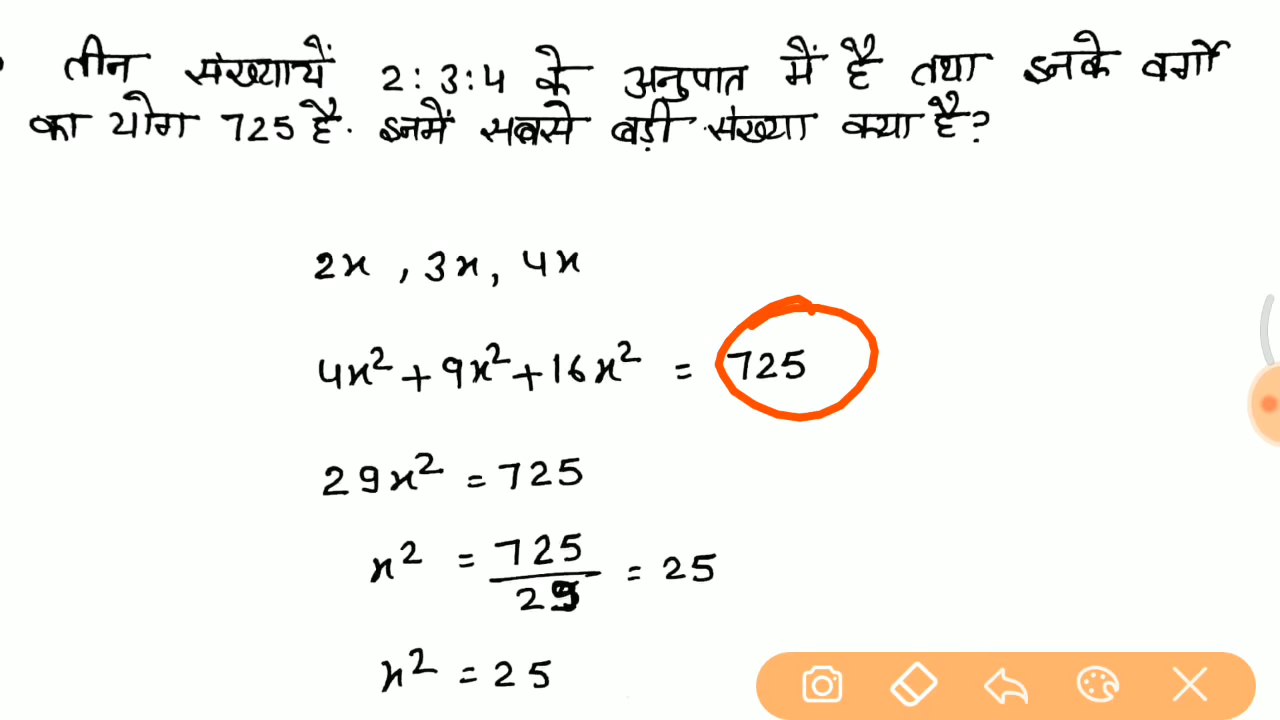 तीन संख्यायें 2:3:4 के अनुपात में है तथा इनके वर्गों
का योग 725 है. इनमें सबसे बड़ी संख्या क्या है?
2x , 3x, 4x
4x² + 9x² + 16x² = 725
29x² = 725
x² = 725/29 = 25
x² = 25